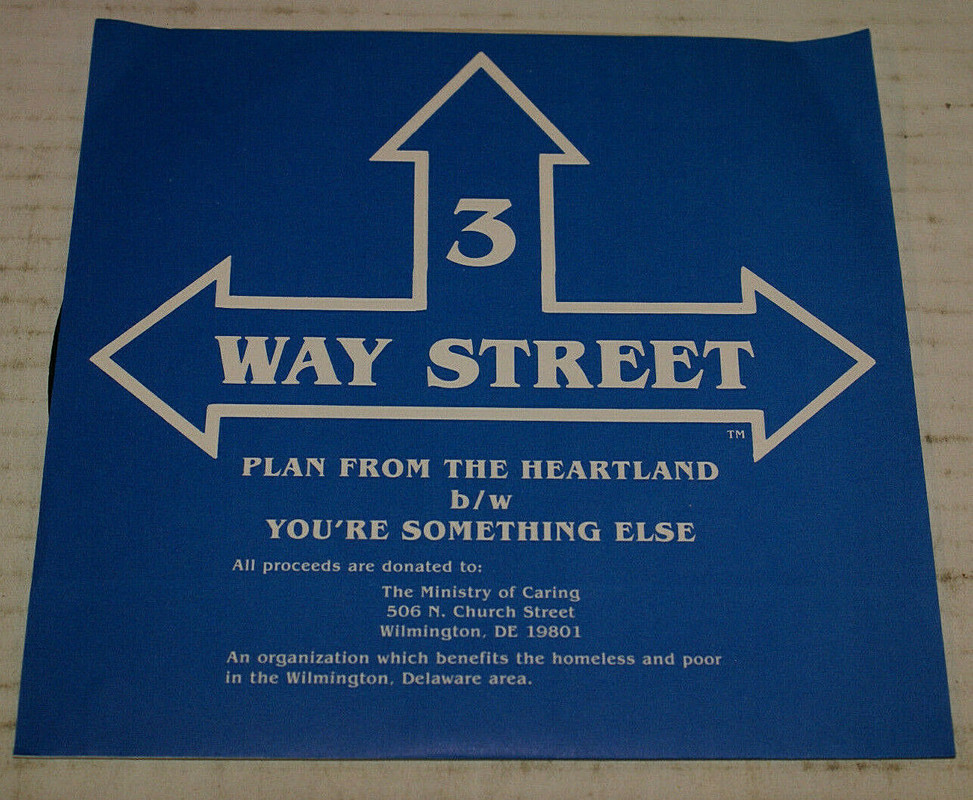 3
WAY STREET
TM
PLAN FROM THE HEARTLAND
b/w
YOU'RE SOMETHING ELSE
All proceeds are donated to:
The Ministry of Caring
506 N. Church Street
Wilmington, DE 19801
An organization which benefits the homeless and poor
in the Wilmington, Delaware area.